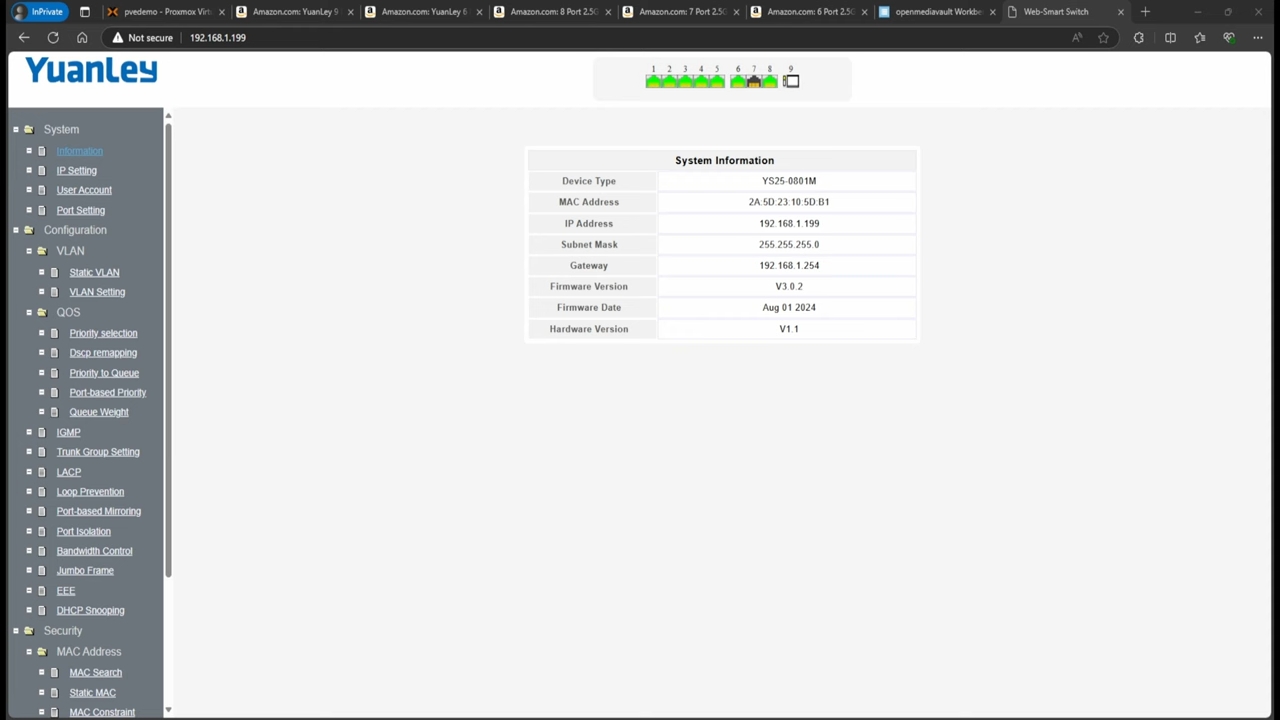 InPrivate
pvedemo - Proxmox Virt
Amazon.com: YuanLey 9
Amazon.com: YuanLey 6
Amazon.com: 8 Port 2.5G
Amazon.com: 7 Port 2.5G
Amazon.com: 6 Port 2.5G
openmediavault Workbe
Web-Smart Switch
Not secure
192.168.1.199
YuanLey
1 2 3 4 5 6 7 8 9
System
Information
IP Setting
User Account
Port Setting
Configuration
VLAN
Static VLAN
VLAN Setting
QOS
Priority selection
Dscp remapping
Priority to Queue
Port-based Priority
Queue Weight
IGMP
Trunk Group Setting
LACP
Loop Prevention
Port-based Mirroring
Port Isolation
Bandwidth Control
Jumbo Frame
EEE
DHCP Snooping
Security
MAC Address
MAC Search
Static MAC
MAC Constraint
System Information
Device Type YS25-0801M
MAC Address 2A:5D:23:10:5D:B1
IP Address 192.168.1.199
Subnet Mask 255.255.255.0
Gateway 192.168.1.254
Firmware Version V3.0.2
Firmware Date Aug 01 2024
Hardware Version V1.1